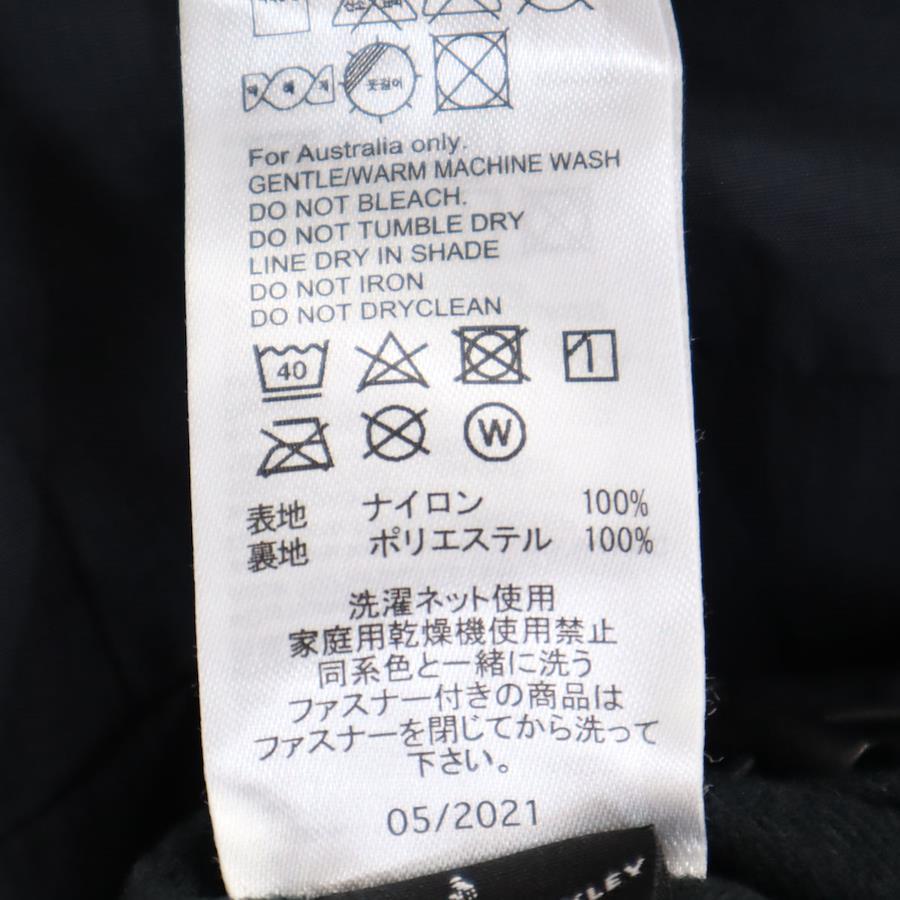 옷걸이
For Australia only.
GENTLE/WARM MACHINE WASH
DO NOT BLEACH.
DO NOT TUMBLE DRY
LINE DRY IN SHADE
DO NOT IRON
DO NOT DRYCLEAN
40
W
表地 ナイロン 100%
裏地 ポリエステル 100%
洗濯ネット使用
家庭用乾燥機使用禁止
同系色と一緒に洗う
ファスナー付きの商品は
ファスナーを閉じてから洗って
下さい。
05/2021